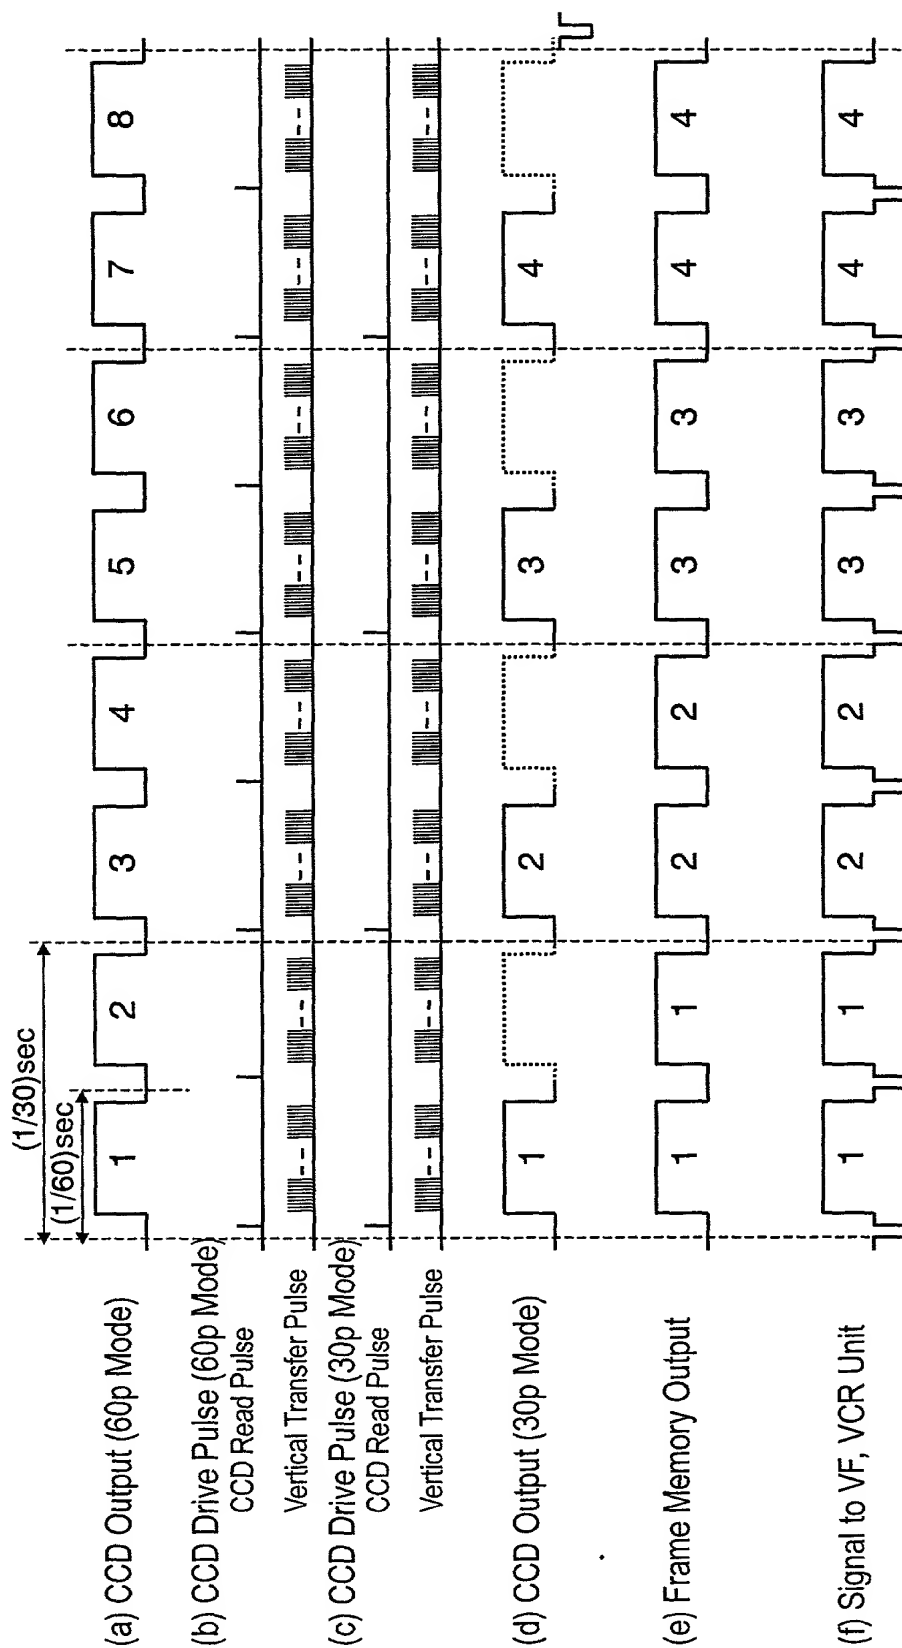 (1/30)sec
(1/60)sec
(a) CCD Output (60p Mode)
1 2 3 4 5 6 7 8
(b) CCD Drive Pulse (60p Mode)
CCD Read Pulse
Vertical Transfer Pulse
(c) CCD Drive Pulse (30p Mode)
CCD Read Pulse
Vertical Transfer Pulse
(d) CCD Output (30p Mode)
1 2 3 4
(e) Frame Memory Output
1 1 2 2 3 3 4 4
(f) Signal to VF, VCR Unit
1 1 2 2 3 3 4 4